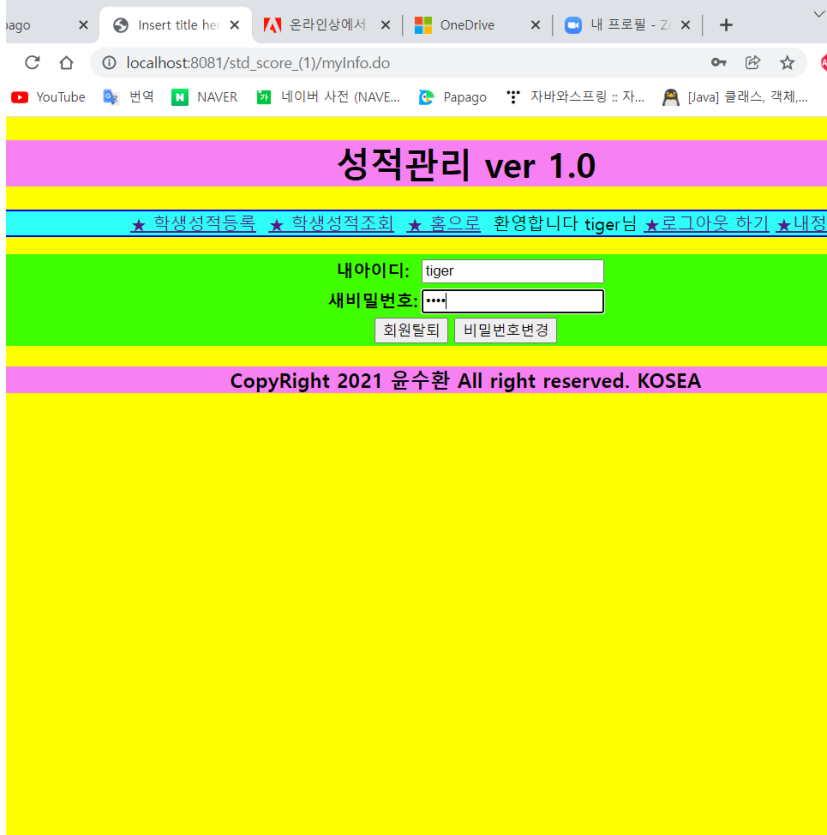 pago Insert title her 온라인상에서 OneDrive 내 프로필 - Zo
localhost:8081/std_score_(1)/myInfo.do
YouTube 번역 NAVER 네이버 사전 (NAVE... Papago 자바와스프링 :: 자... [Java] 클래스, 객체,...
성적관리 ver 1.0
★ 학생성적등록 ★ 학생성적조회 ★ 홈으로 환영합니다 tiger님 ★로그아웃 하기 ★내정
내아이디: tiger
새비밀번호: ••••
회원탈퇴 비밀번호변경
CopyRight 2021 윤수환 All right reserved. KOSEA